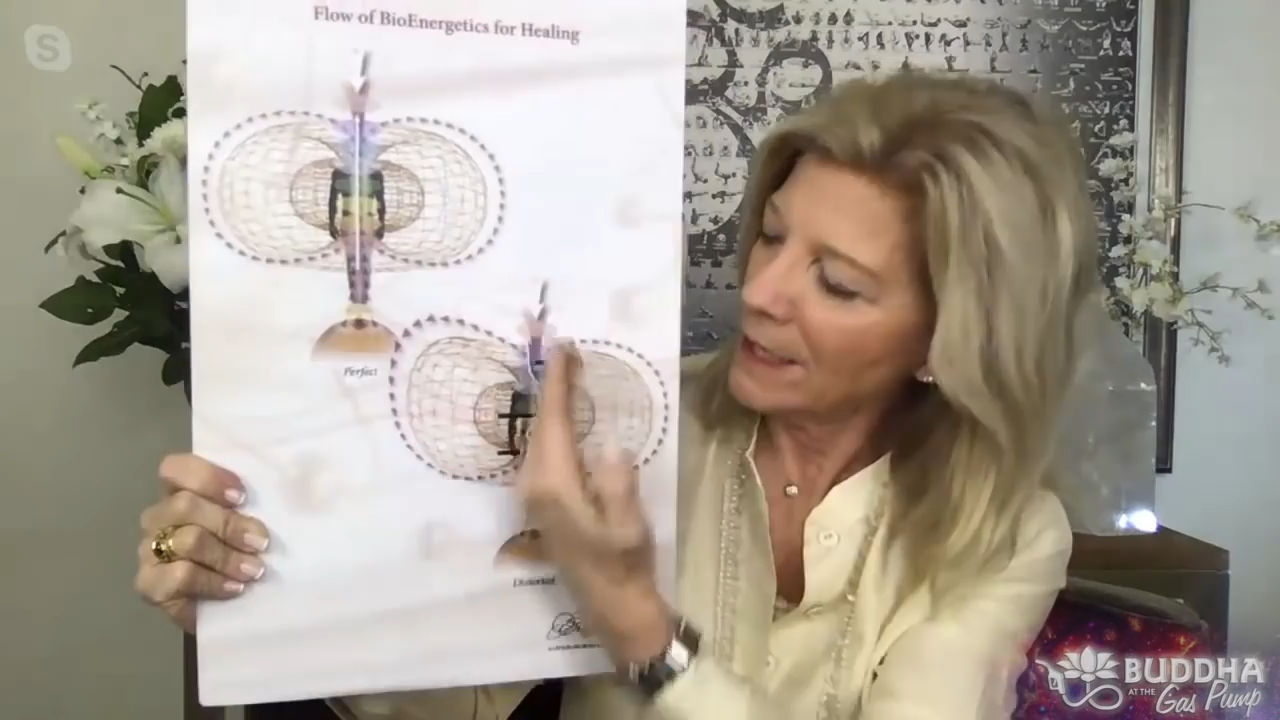 S
Flow of BioEnergetics for Healing
Perfect
Distorted
BUDDHA
AT THE Gas Pump